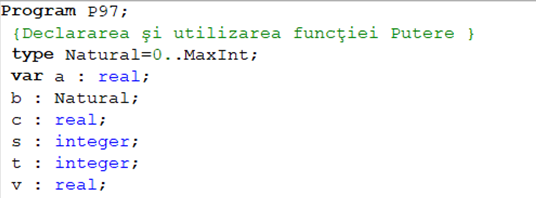 Program P97;
{Declararea şi utilizarea funcţiei Putere }
type Natural=0..MaxInt;
var a : real;
b : Natural;
c : real;
s : integer;
t : integer;
v : real;